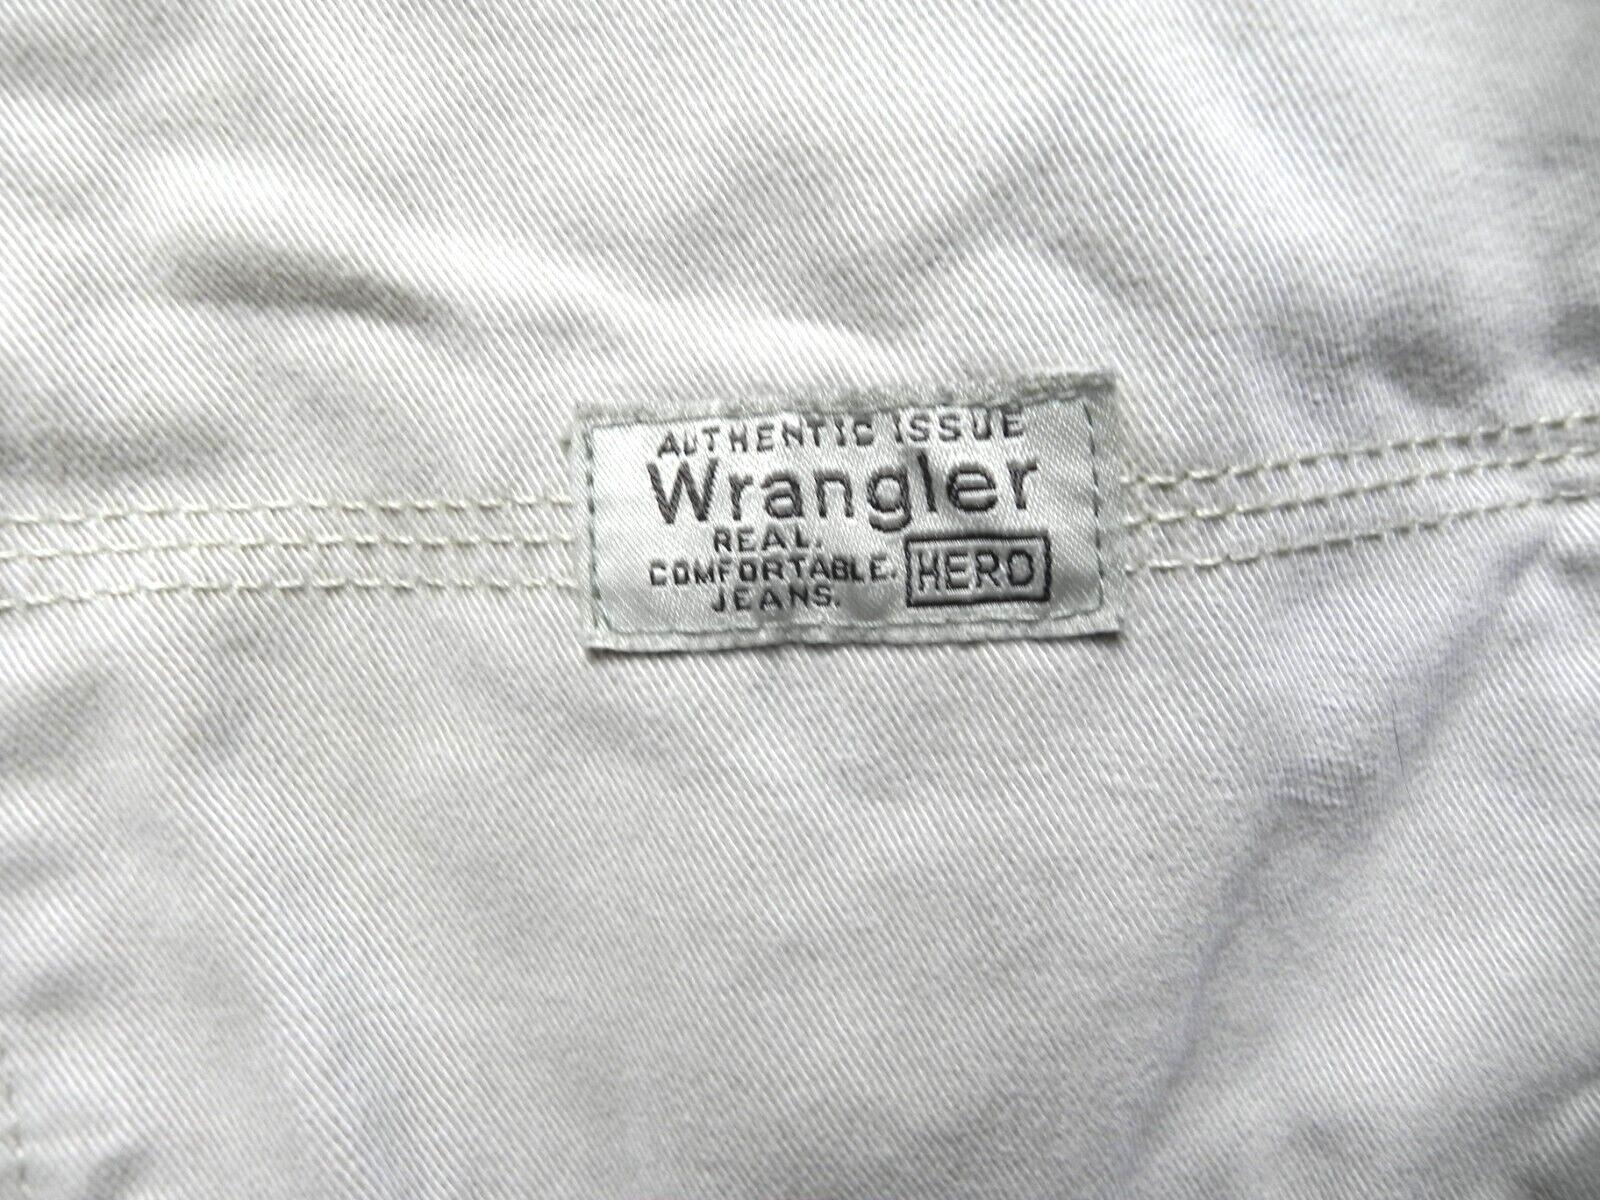 AUTHENTIC ISSUE
Wrangler
REAL.
COMFORTABLE.
JEANS.
HERO